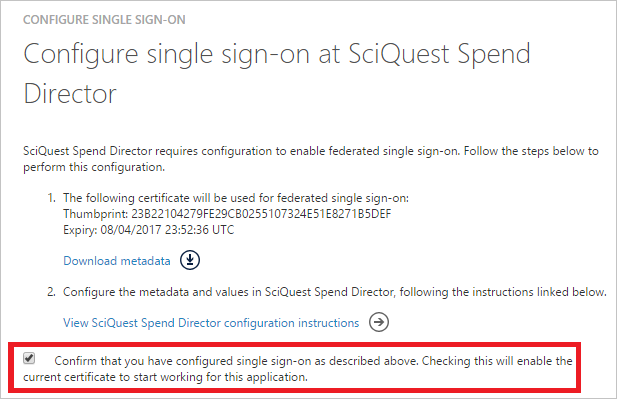 CONFIGURE SINGLE SIGN-ON
Configure single sign-on at SciQuest Spend
Director
SciQuest Spend Director requires configuration to enable federated single sign-on. Follow the steps below to
perform this configuration.
1. The following certificate will be used for federated single sign-on:
Thumbprint: 23B22104279FE29CB0255107324E51E8271B5DEF
Expiry: 08/04/2017 23:52:36 UTC
Download metadata
2. Configure the metadata and values in SciQuest Spend Director, following the instructions linked below.
View SciQuest Spend Director configuration instructions
Confirm that you have configured single sign-on as described above. Checking this will enable the
current certificate to start working for this application.